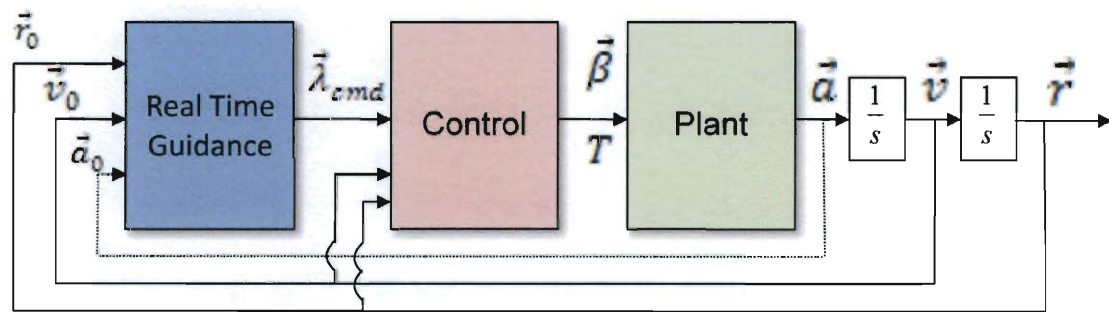 r⃗₀
v⃗₀
a⃗₀
Real Time
Guidance
λ⃗cmd
Control
β⃗
T
Plant
a⃗
1
s
v⃗
1
s
r⃗